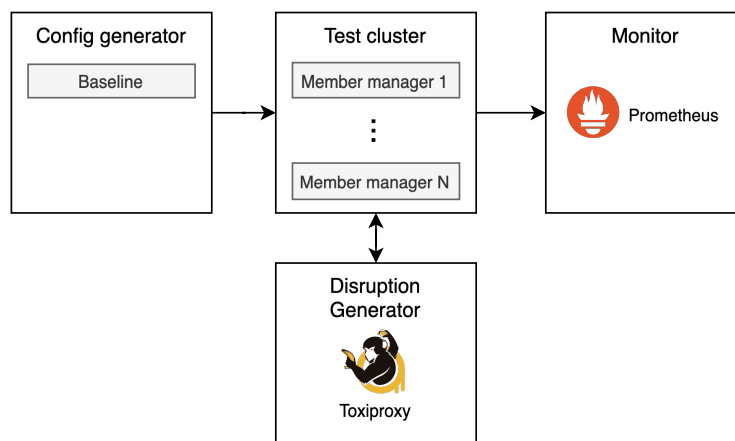 Config generator
Baseline
Test cluster
Member manager 1
Member manager N
Monitor
Prometheus
Disruption
Generator
Toxiproxy